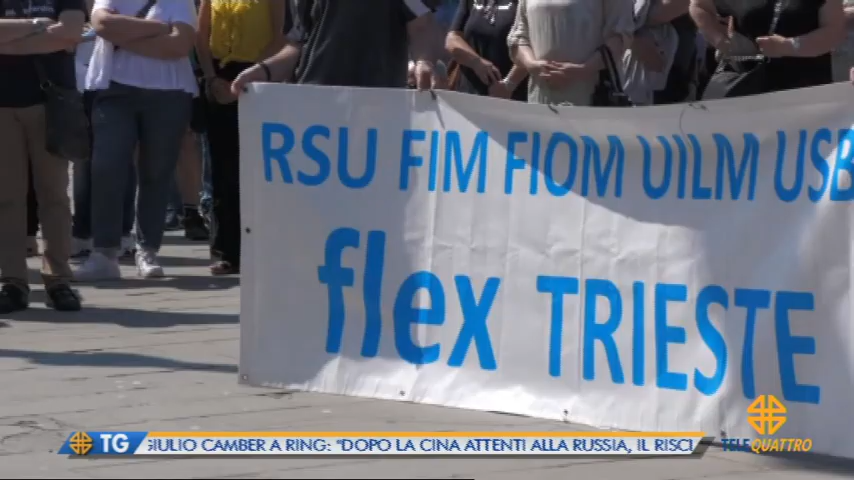 RSU FIM FIOM UILM USB
flex TRIESTE
TG GIULIO CAMBER A RING: "DOPO LA CINA ATTENTI ALLA RUSSIA, IL RISCI
TELEQUATTRO